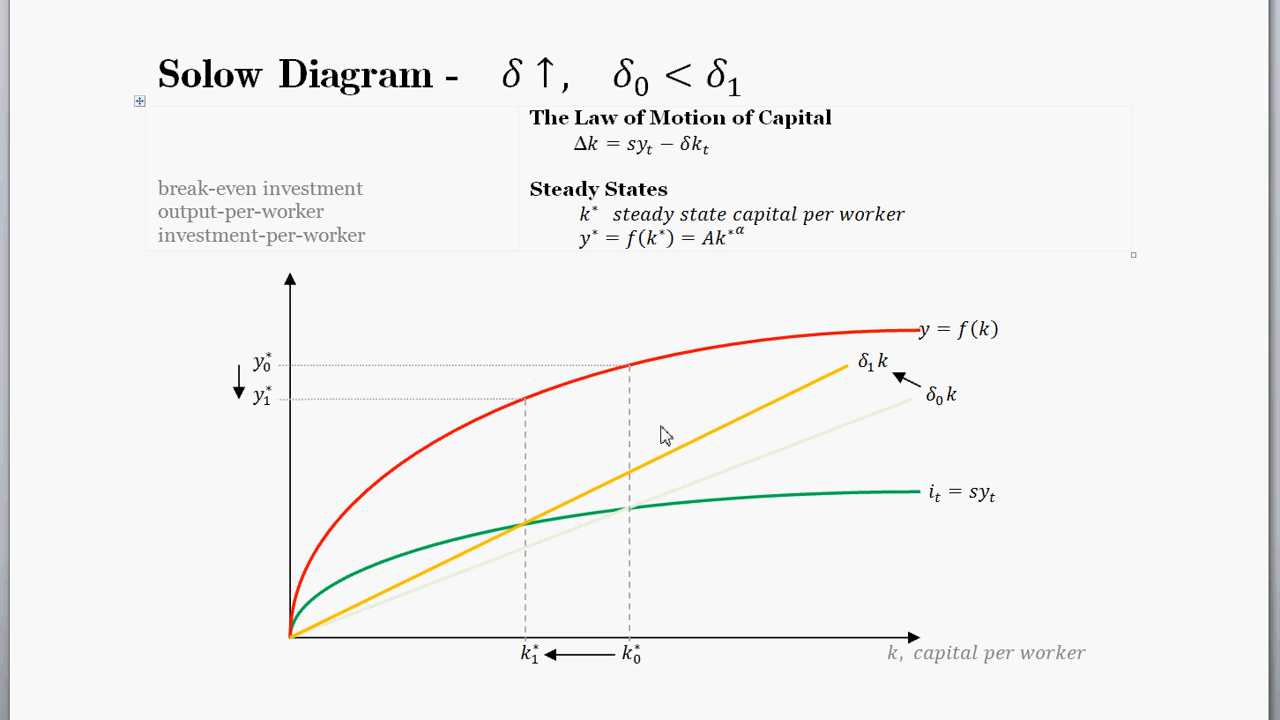 Solow Diagram - δ ↑, δ₀ < δ₁
The Law of Motion of Capital
Δk = syₜ − δkₜ
break-even investment
output-per-worker
investment-per-worker
Steady States
k* steady state capital per worker
y* = f(k*) = Ak*ᵅ
y = f(k)
y₀*
δ₁k
y₁*
δ₀k
iₜ = syₜ
k₁*
k₀*
k, capital per worker